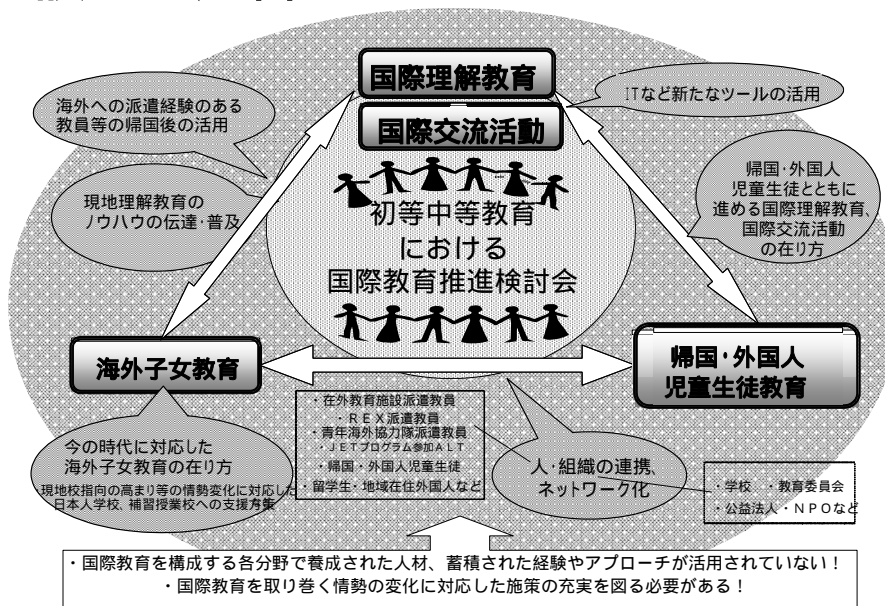 国際理解教育
国際交流活動
海外への派遣経験のある
教員等の帰国後の活用
ITなど新たなツールの活用
現地理解教育の
ノウハウの伝達・普及
帰国・外国人
児童生徒とともに
進める国際理解教育、
国際交流活動
の在り方
初等中等教育
における
国際教育推進検討会
海外子女教育
帰国・外国人
児童生徒教育
・在外教育施設派遣教員
・REX派遣教員
・青年海外協力隊派遣教員
・JETプログラム参加ALT
・帰国・外国人児童生徒
・留学生・地域在住外国人など
今の時代に対応した
海外子女教育の在り方
現地校指向の高まり等の情勢変化に対応した
日本人学校、補習授業校への支援方策
人・組織の連携、
ネットワーク化
・学校 ・教育委員会
・公益法人・NPOなど
・国際教育を構成する各分野で養成された人材、蓄積された経験やアプローチが活用されていない！
・国際教育を取り巻く情勢の変化に対応した施策の充実を図る必要がある！